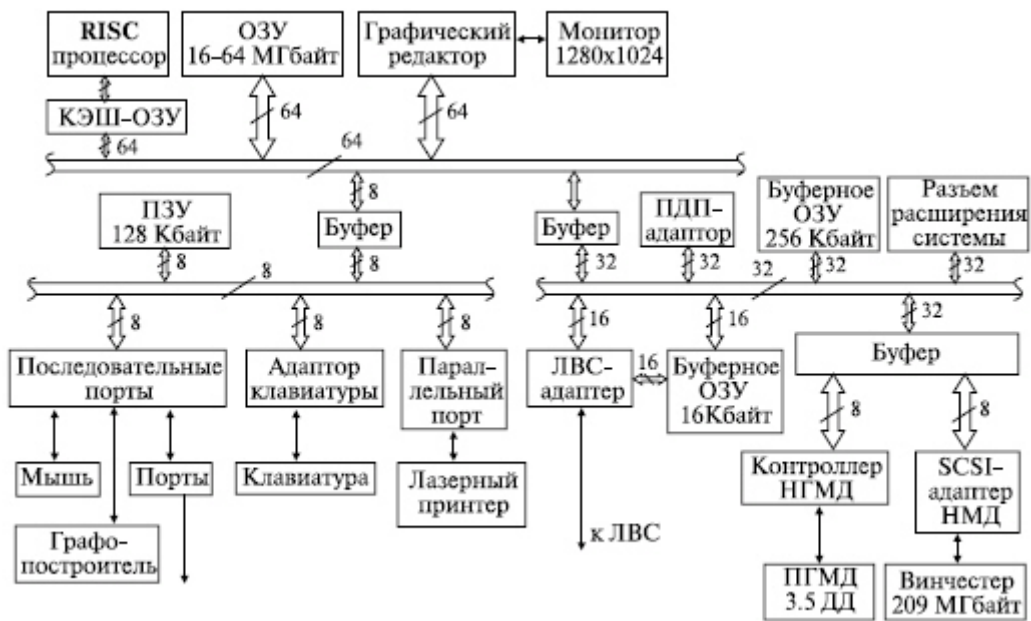 RISC
процессор
ОЗУ
16–64 МГбайт
Графический
редактор
Монитор
1280x1024
КЭШ–ОЗУ
64
64
64
64
8
ПЗУ
128 Кбайт
Буфер
Буфер
ПДП–
адаптор
Буферное
ОЗУ
256 Кбайт
Разъем
расширения
системы
8
8
8
32
32
32
32
32
8
8
8
16
16
32
Последовательные
порты
Адаптор
клавиатуры
Парал–
лельный
порт
ЛВС-
адаптер
16
Буферное
ОЗУ
16Кбайт
Буфер
8
8
Мышь
Порты
Клавиатура
Лазерный
принтер
Контроллер
НГМД
SCSI–
адаптер
НМД
Графо–
построитель
к ЛВС
ПГМД
3.5 ДД
Винчестер
209 МГбайт